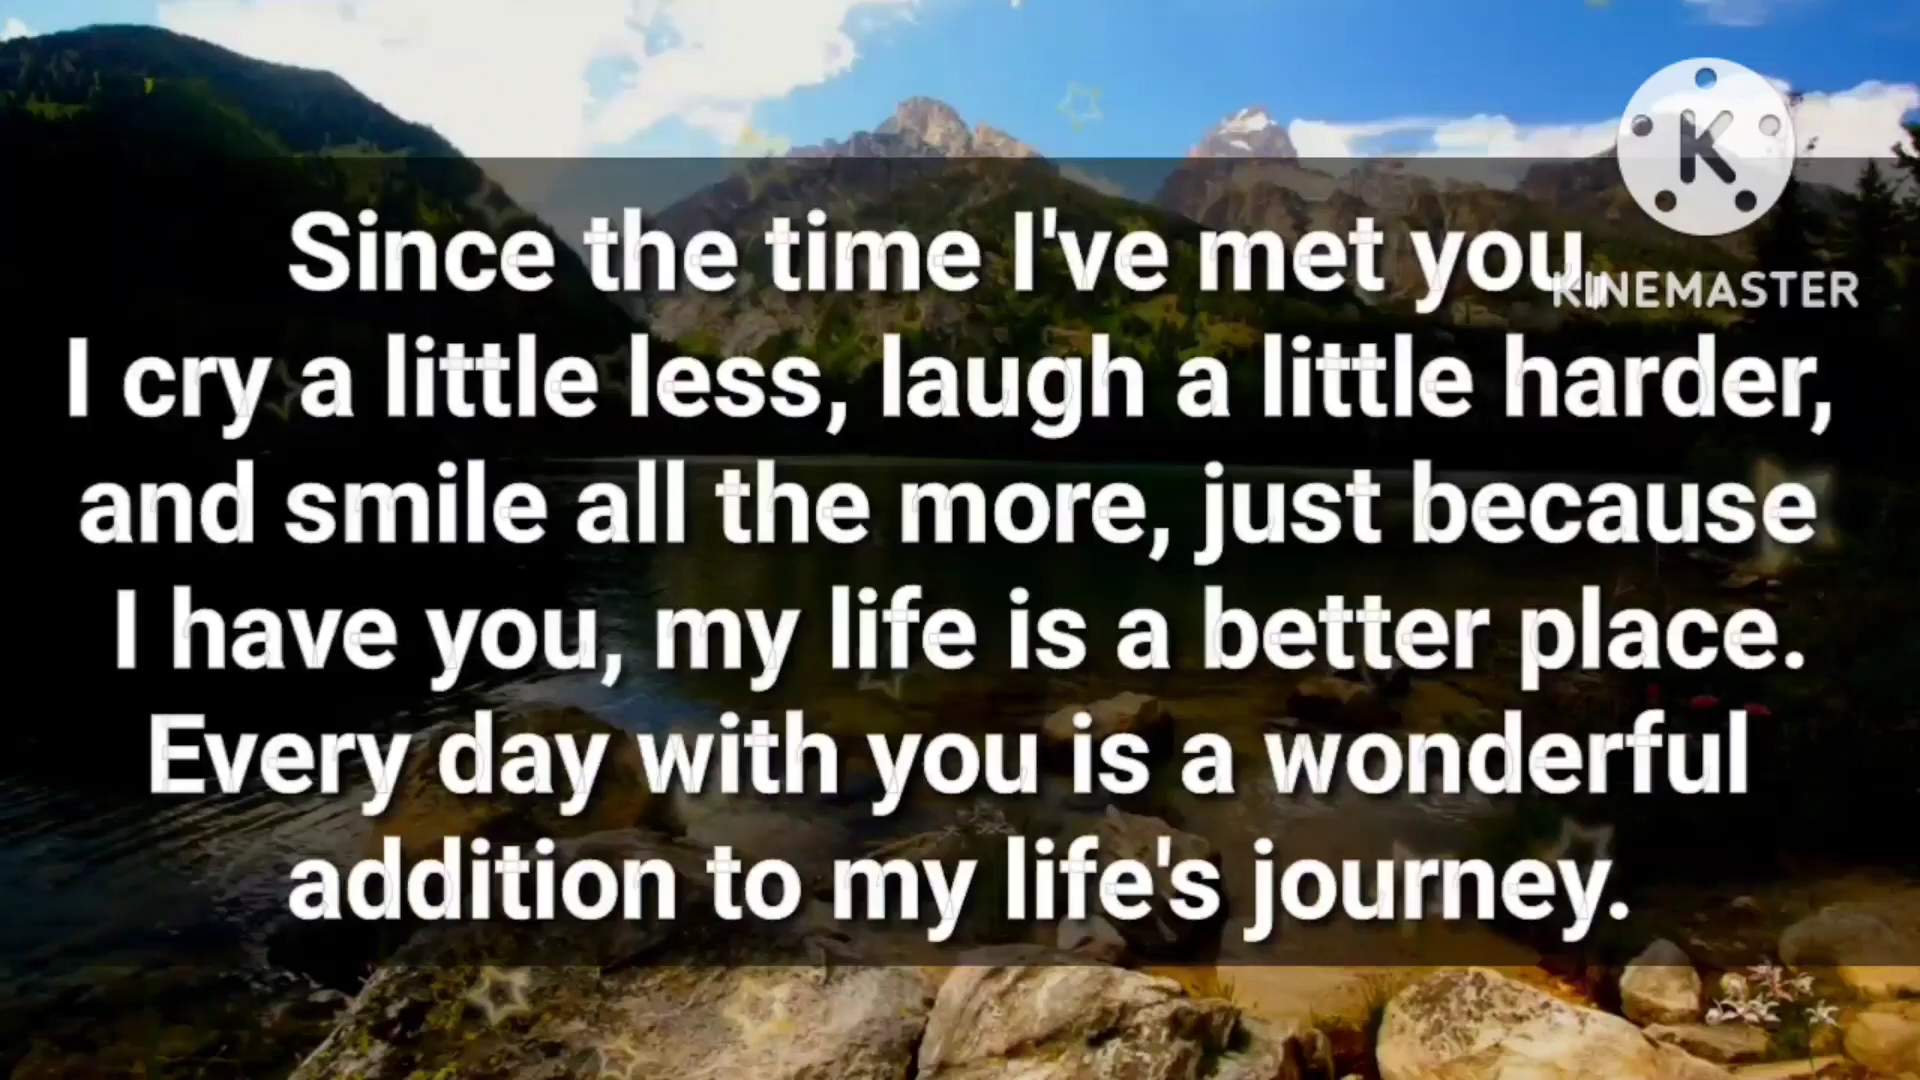 Since the time I've met you,
I cry a little less, laugh a little harder,
and smile all the more, just because
I have you, my life is a better place.
Every day with you is a wonderful
addition to my life's journey.
K
KINEMASTER